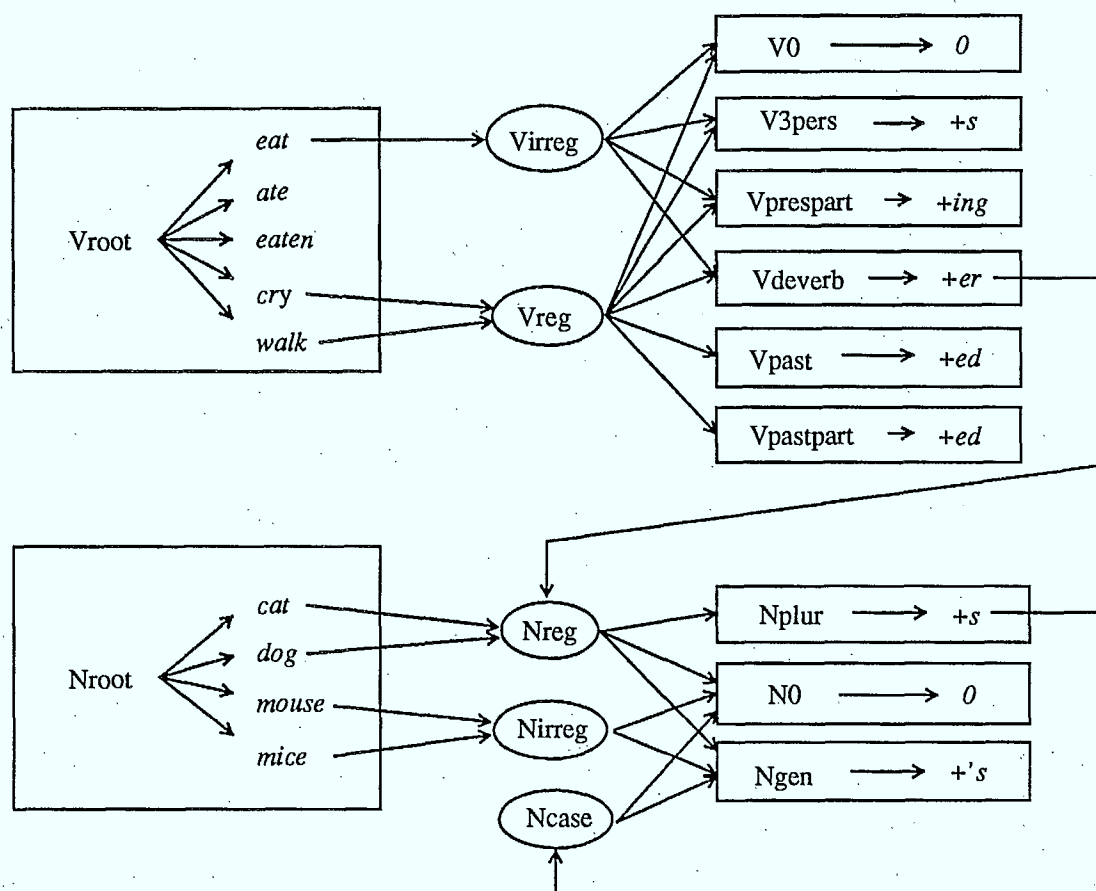 V0 0
V3pers +s
Vprespart +ing
Vdeverb +er
Vpast +ed
Vpastpart +ed
Vroot
eat
ate
eaten
cry
walk
Virreg
Vreg
Nroot
cat
dog
mouse
mice
Nreg
Nirreg
Ncase
Nplur +s
N0 0
Ngen +'s